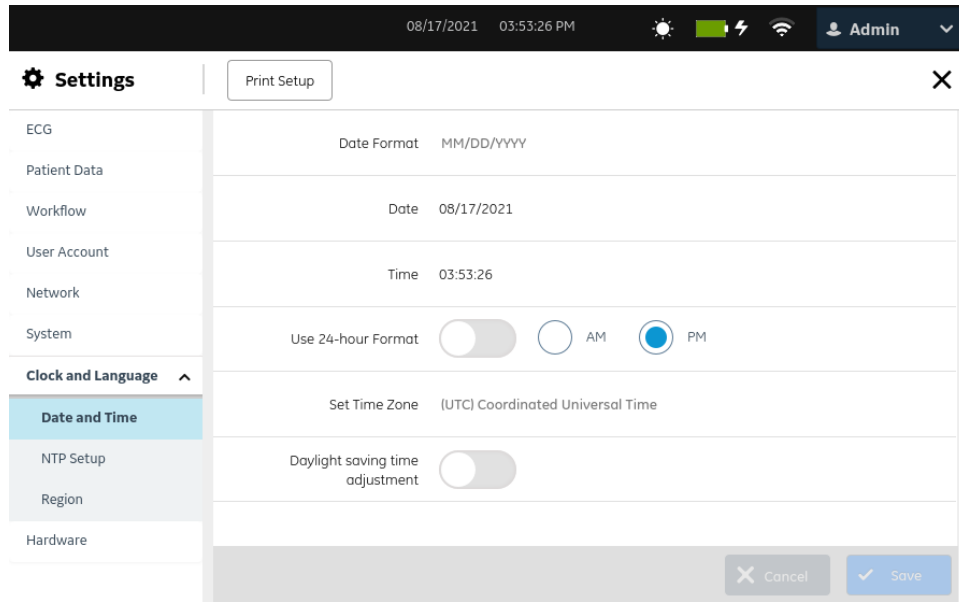 08/17/2021 03:53:26 PM Admin
Settings Print Setup
ECG
Patient Data
Workflow
User Account
Network
System
Clock and Language
Date and Time
NTP Setup
Region
Hardware
Date Format MM/DD/YYYY
Date 08/17/2021
Time 03:53:26
Use 24-hour Format AM PM
Set Time Zone (UTC) Coordinated Universal Time
Daylight saving time
adjustment
Cancel Save